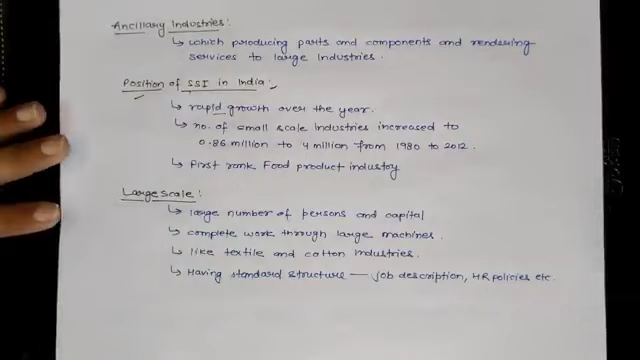 Ancillary Industries:
↳ which producing parts and components and rendering
services to large Industries.
Position of SSI in India:
↳ rapid growth over the year.
↳ no. of small scale industries increased to
0.86 million to 4 million from 1980 to 2012.
↳ First rank Food product industry
Large Scale:
↳ large number of persons and capital
↳ complete work through large machines.
↳ like textile and cotton industries.
↳ Having standard structure — job description, HR policies etc.